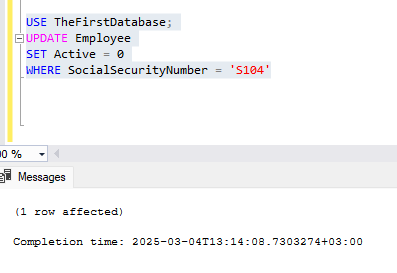 USE TheFirstDatabase;
UPDATE Employee
SET Active = 0
WHERE SocialSecurityNumber = 'S104'
00 %
Messages
(1 row affected)
Completion time: 2025-03-04T13:14:08.7303274+03:00